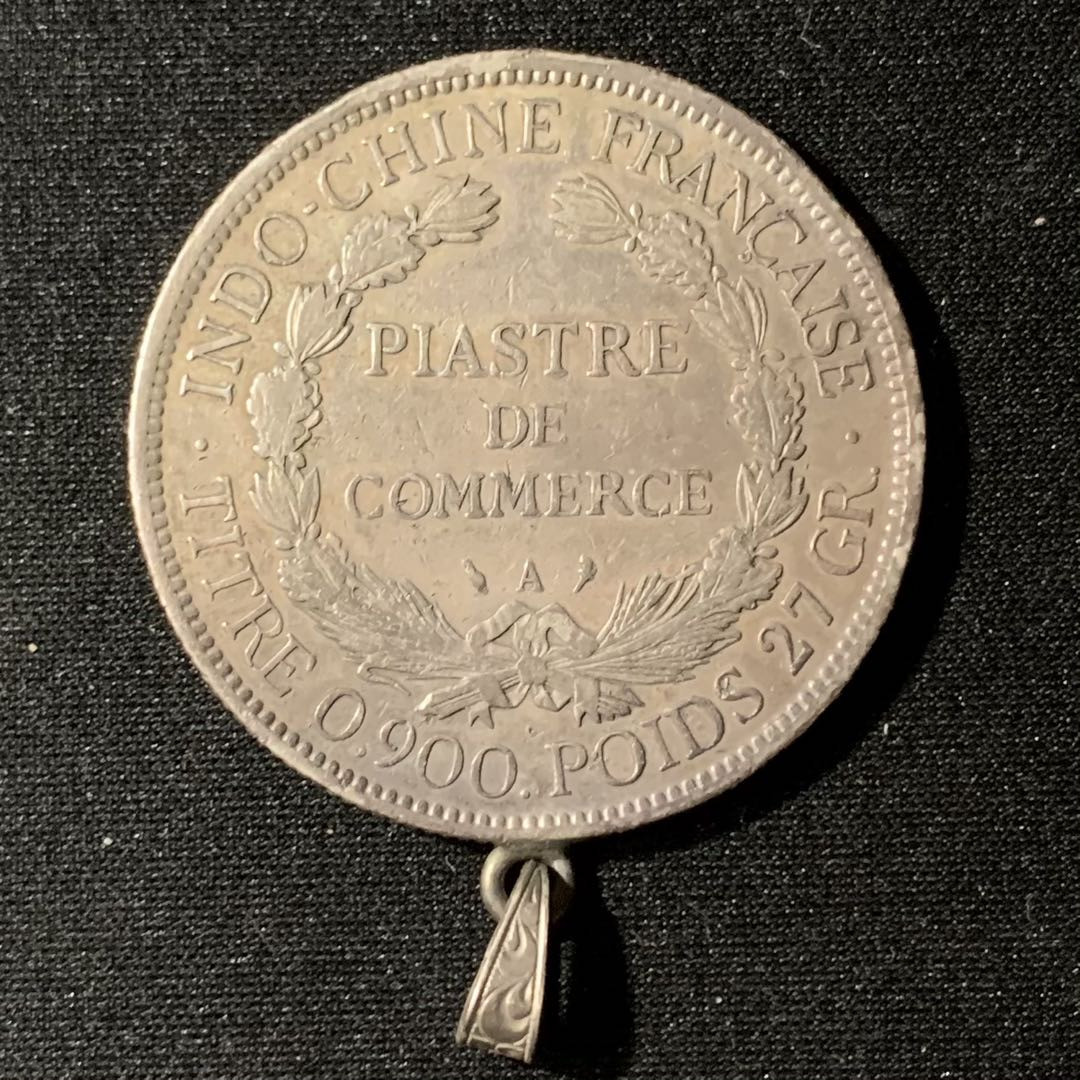 INDO-CHINE FRANÇAISE
PIASTRE
DE
COMMERCE
A
· TITRE 0.900. POIDS 27 GR. ·